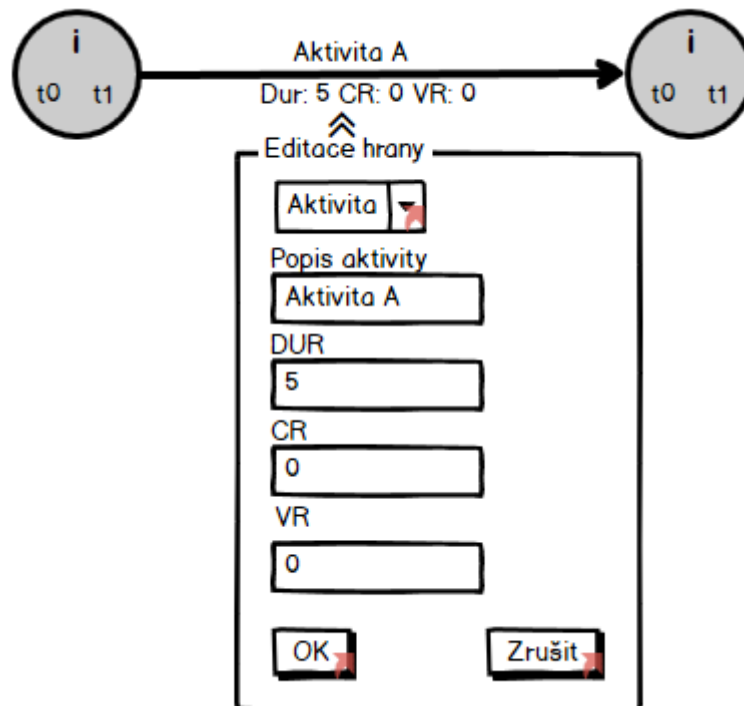 i
t0 t1
Aktivita A
Dur: 5 CR: 0 VR: 0
i
t0 t1
Editace hrany
Aktivita
Popis aktivity
Aktivita A
DUR
5
CR
0
VR
0
OK
Zrušit